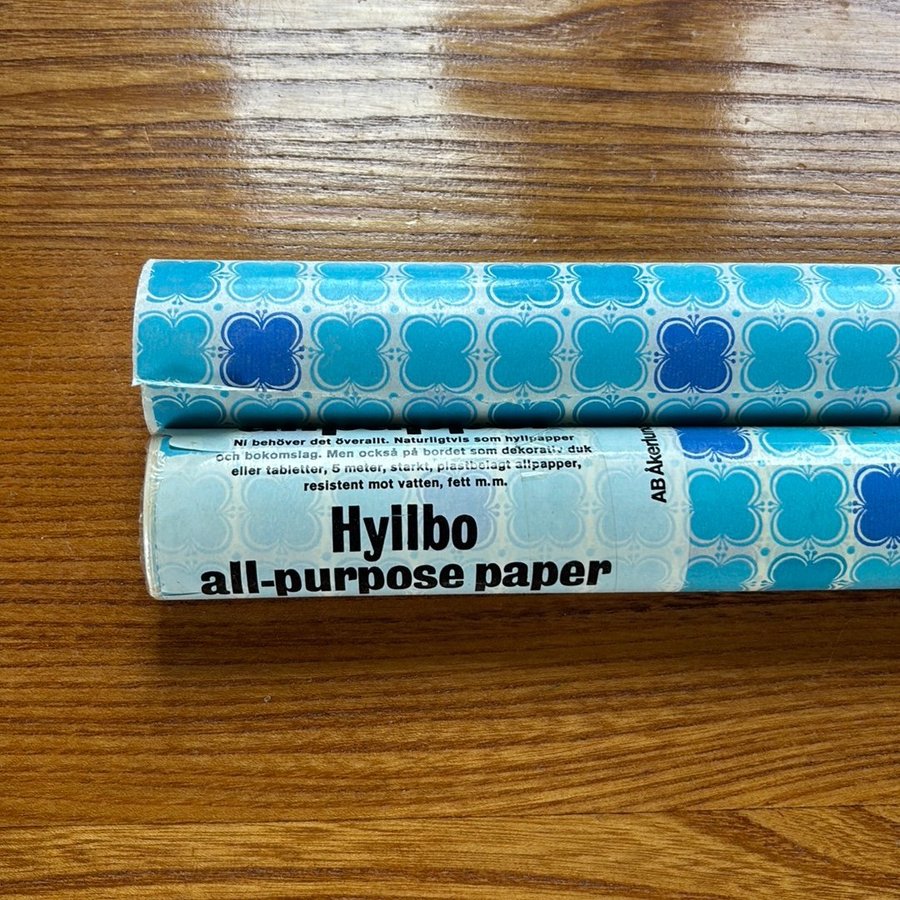 Ni behöver det överallt. Naturligtvis som hyllpapper
och bokomslag. Men också på bordet som dekorativ duk
eller tabletter, 5 meter, starkt, plastbelagt allpapper,
resistent mot vatten, fett m.m.
Hyilbo
all-purpose paper
AB Åkerlund